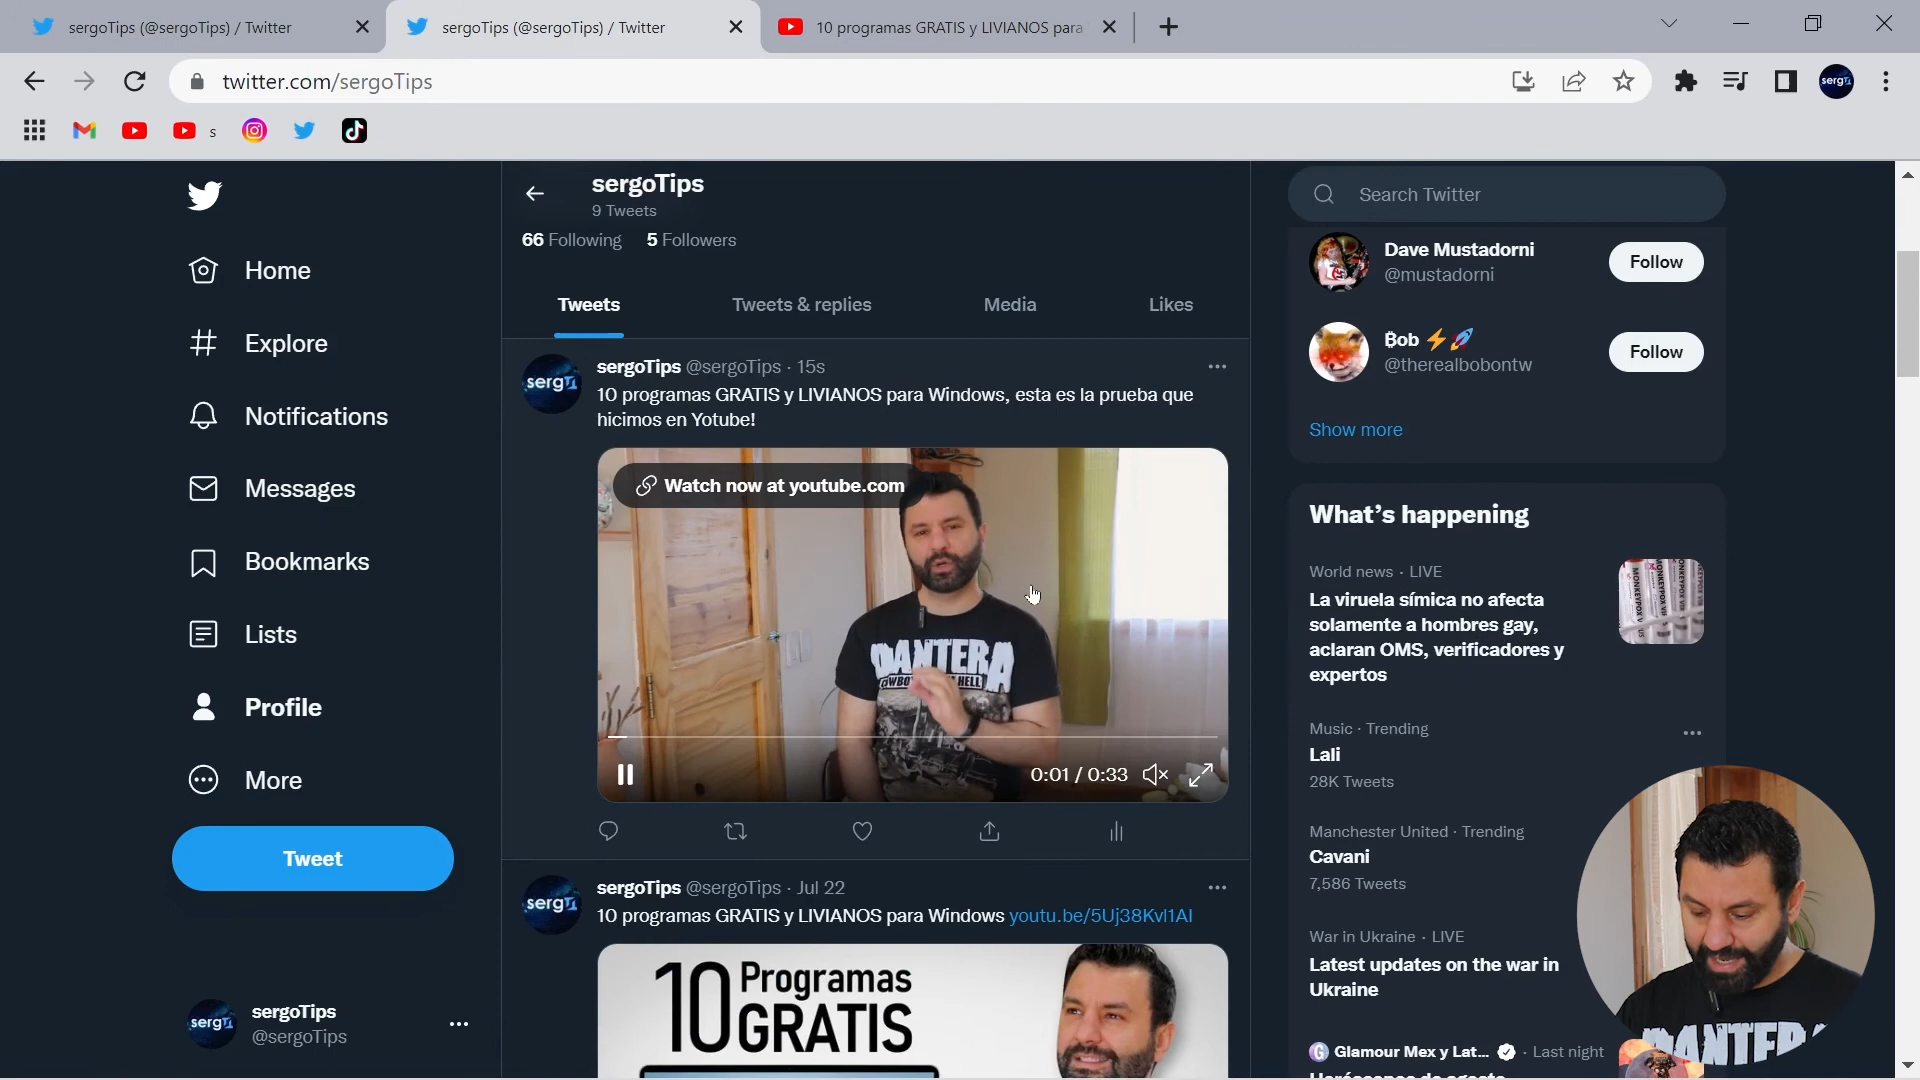 sergoTips (@sergoTips) / Twitter
sergoTips (@sergoTips) / Twitter
10 programas GRATIS y LIVIANOS para
twitter.com/sergoTips
s
sergoTips
9 Tweets
66 Following 5 Followers
Tweets
Tweets & replies
Media
Likes
Home
Explore
Notifications
Messages
Bookmarks
Lists
Profile
More
Tweet
sergoTips
@sergoTips
sergoTips @sergoTips · 15s
10 programas GRATIS y LIVIANOS para Windows, esta es la prueba que
hicimos en Yotube!
Watch now at youtube.com
PANTERA
0:01 / 0:33
sergoTips @sergoTips · Jul 22
10 programas GRATIS y LIVIANOS para Windows youtu.be/5Uj38Kvl1AI
10 Programas
GRATIS
Search Twitter
Dave Mustadorni
@mustadorni
Follow
₿ob ⚡🚀
@therealbobontw
Follow
Show more
What's happening
World news · LIVE
La viruela símica no afecta
solamente a hombres gay,
aclaran OMS, verificadores y
expertos
Music · Trending
Lali
28K Tweets
Manchester United · Trending
Cavani
7,586 Tweets
War in Ukraine · LIVE
Latest updates on the war in
Ukraine
Glamour Mex y Lat... · Last night